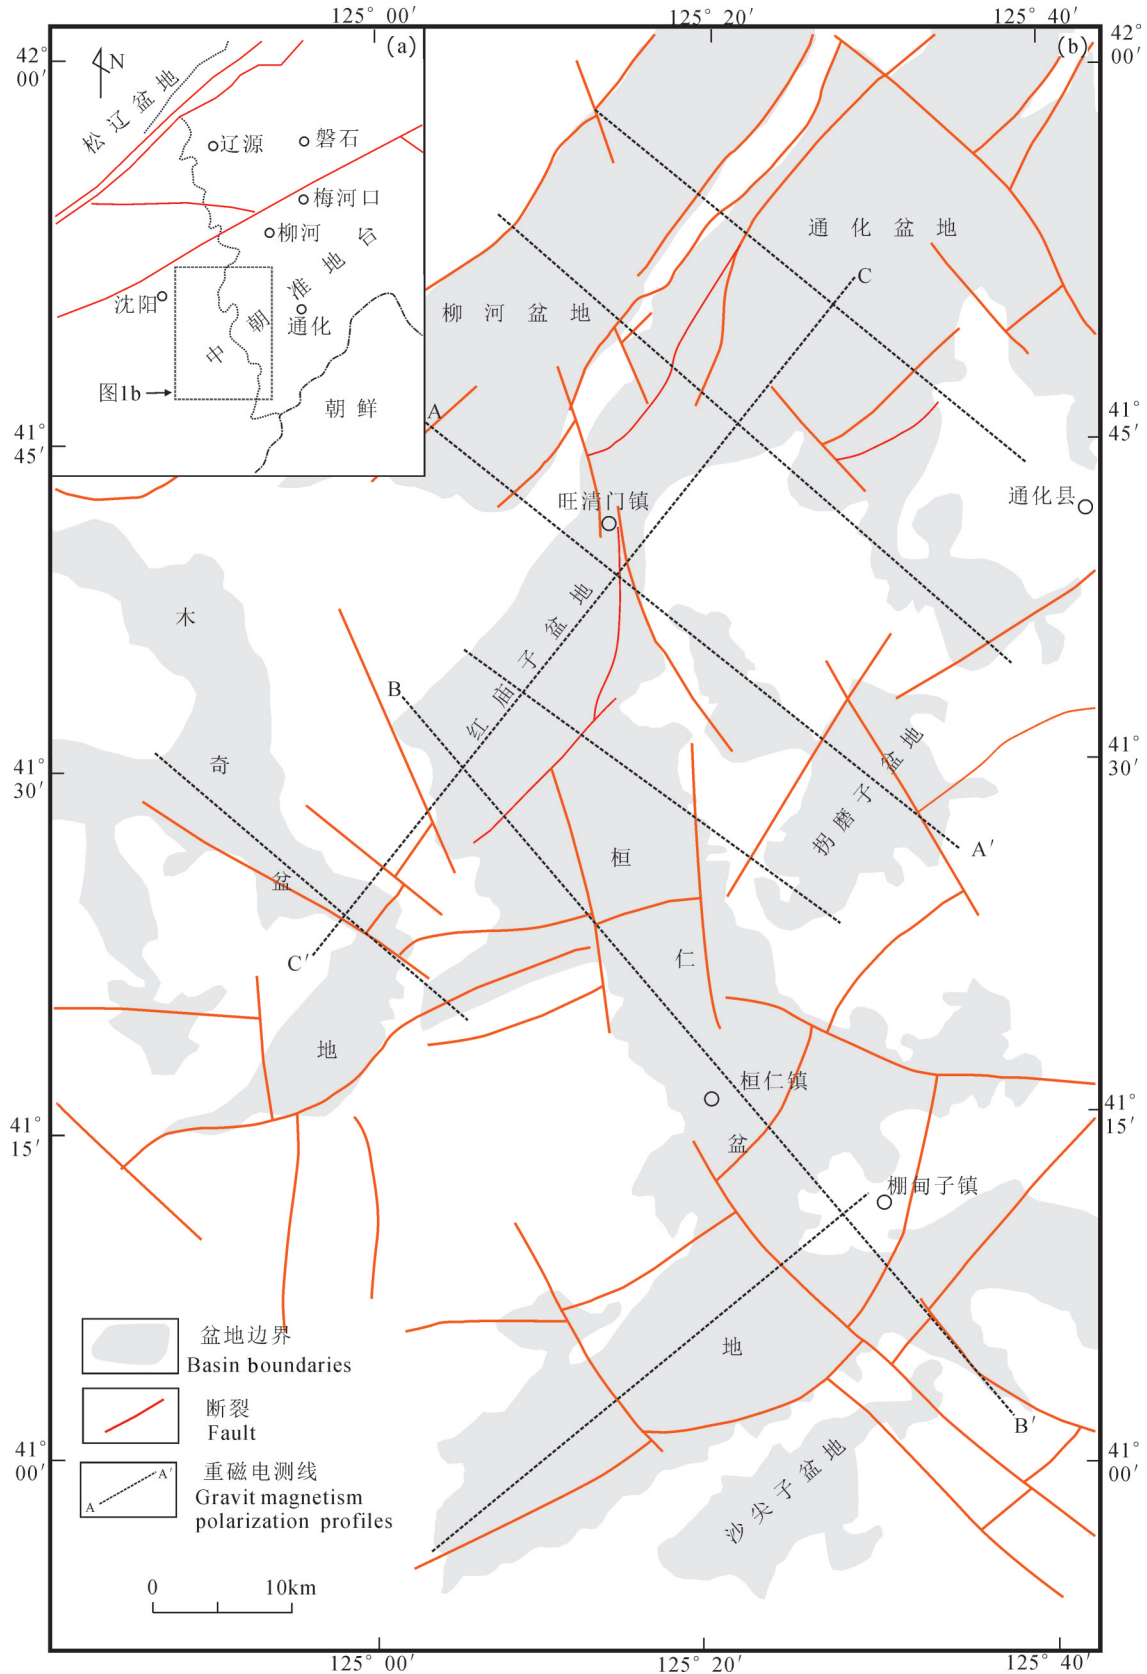 125° 00′
125° 20′
125° 40′
42°
00′
42°
00′
(a)
(b)
N
松辽盆地
辽源
磐石
梅河口
柳河
沈阳
通化
中朝准地台
图1b
朝鲜
通化盆地
C
柳河盆地
A
41°
45′
41°
45′
旺清门镇
通化县
木
奇
盆
地
红庙子盆地
B
41°
30′
41°
30′
拐磨子盆地
A′
C′
桓
仁
盆
地
桓仁镇
41°
15′
41°
15′
棚甸子镇
B′
41°
00′
41°
00′
沙尖子盆地
盆地边界
Basin boundaries
断裂
Fault
A
A′
重磁电测线
Gravit magnetism
polarization profiles
0
10km
125° 00′
125° 20′
125° 40′